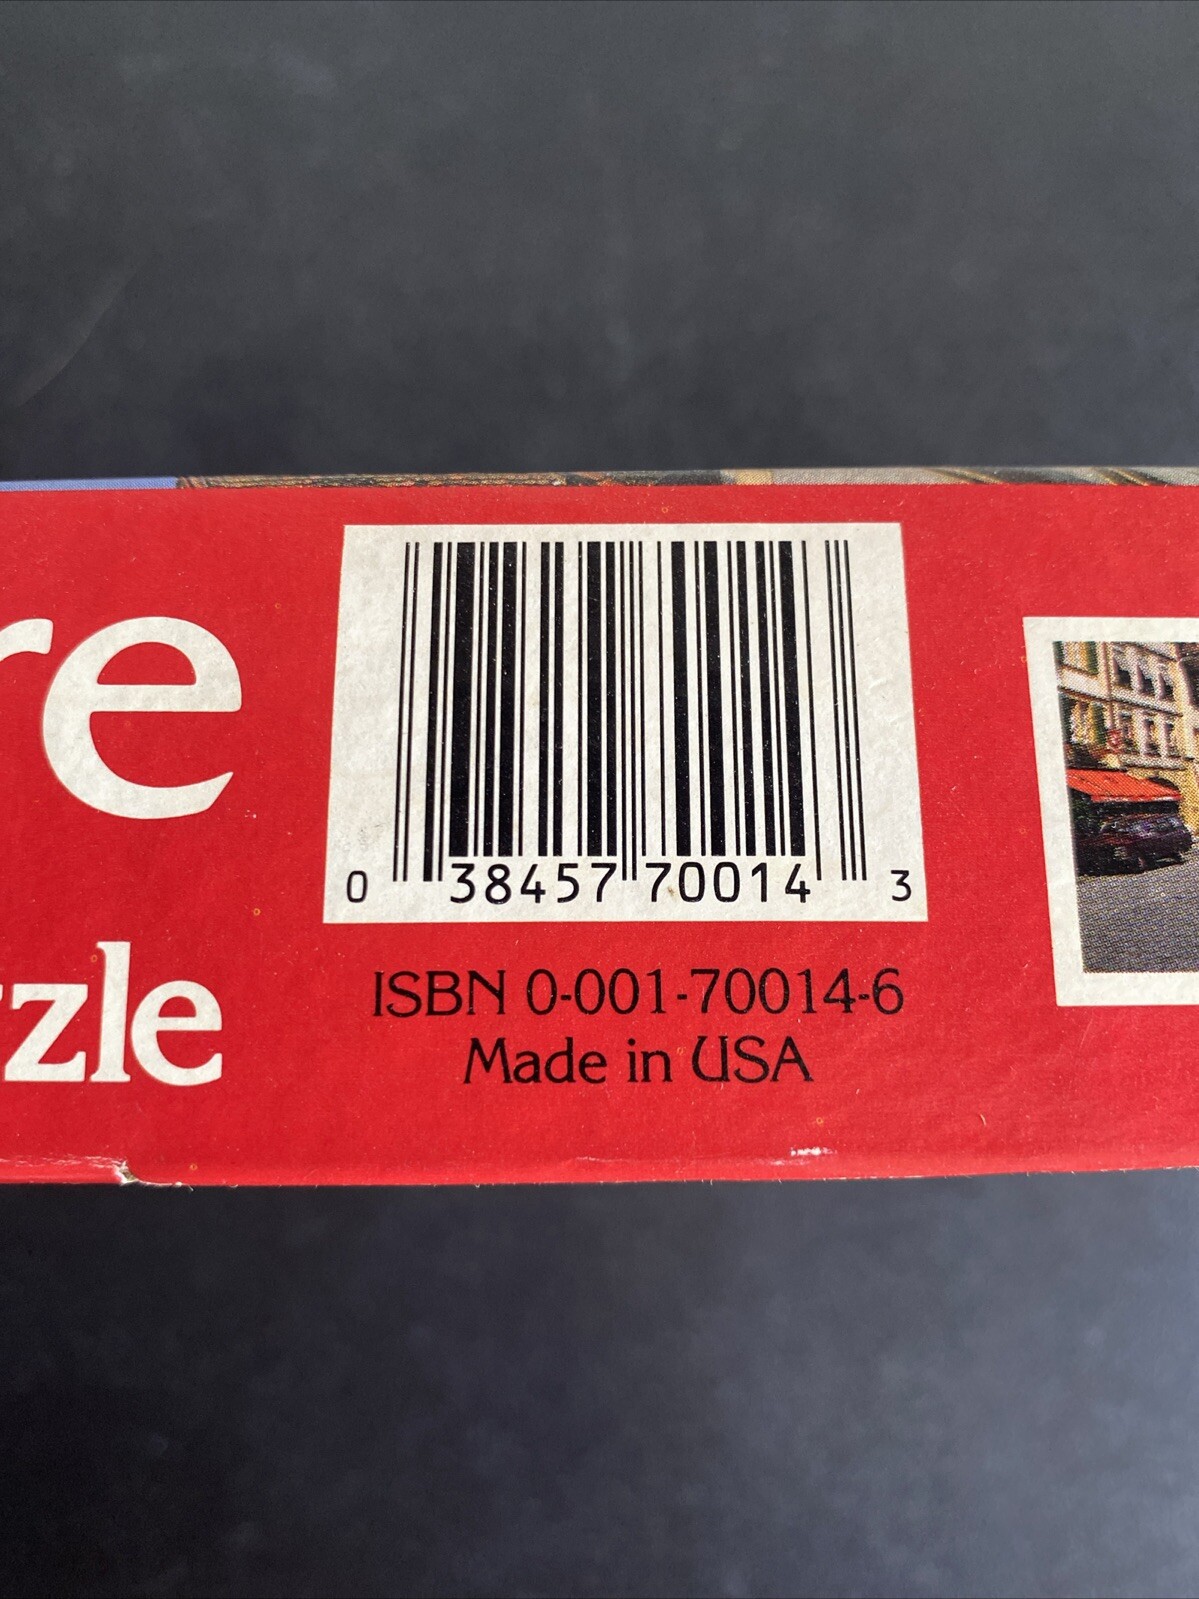 re
zzle
0 38457 70014 3
ISBN 0-001-70014-6
Made in USA